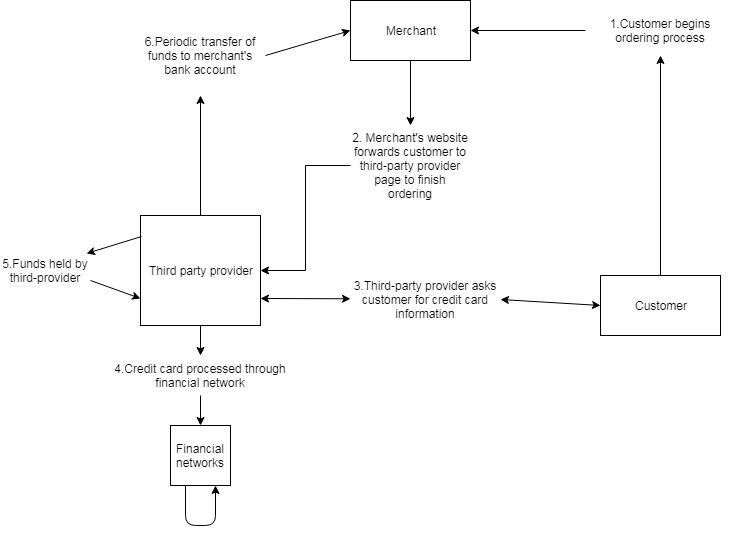 1.Customer begins
ordering process
Merchant
6.Periodic transfer of
funds to merchant's
bank account
2. Merchant's website
forwards customer to
third-party provider
page to finish
ordering
Third party provider
5.Funds held by
third-provider
3.Third-party provider asks
customer for credit card
information
Customer
4.Credit card processed through
financial network
Financial
networks